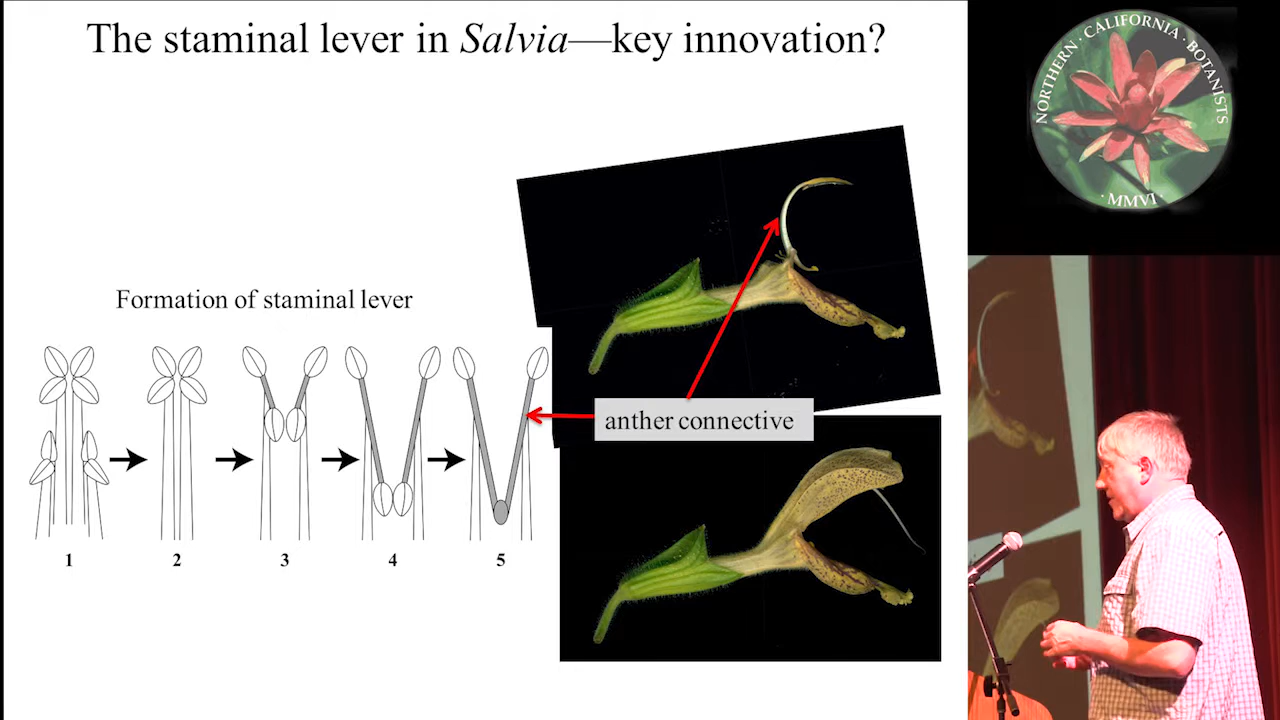 The staminal lever in Salvia—key innovation?
NORTHERN · CALIFORNIA · BOTANISTS
· MMVI ·
Formation of staminal lever
anther connective
1 2 3 4 5